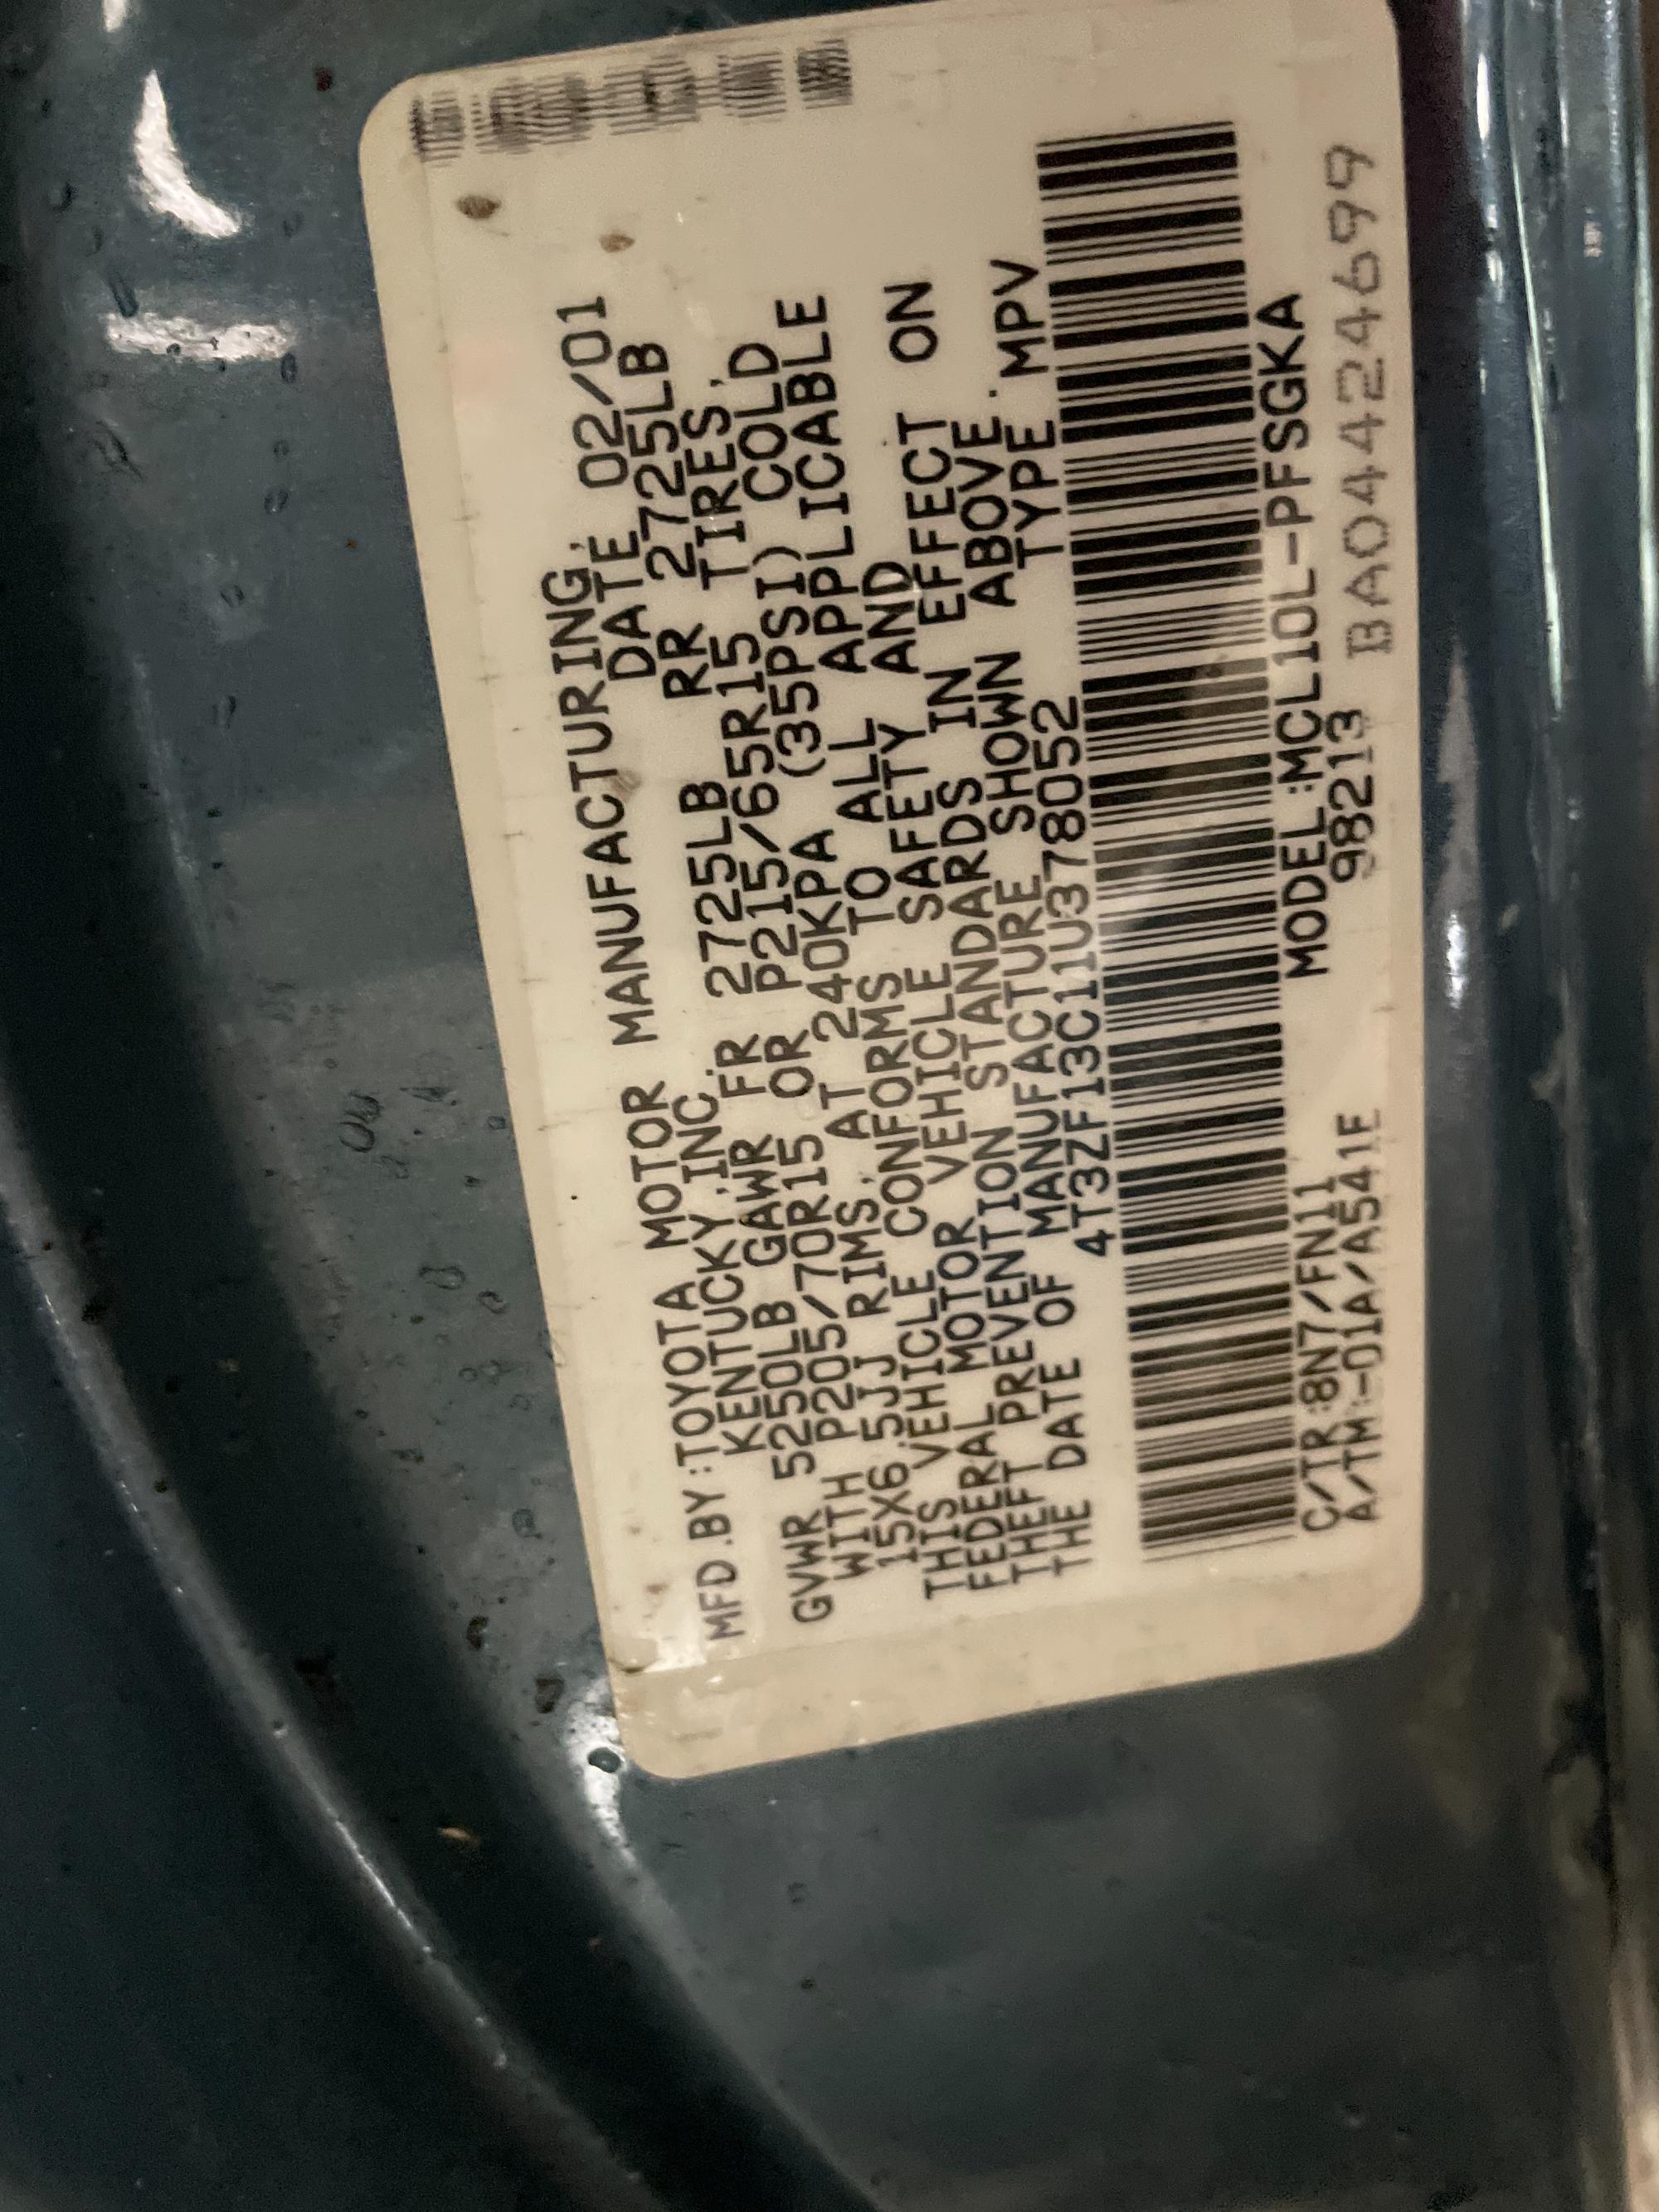 MFD.BY:TOYOTA MOTOR MANUFACTURING,
KENTUCKY,INC. DATE 02/01
GVWR 5250LB GAWR FR 2725LB RR 2725LB
WITH P205/70R15 OR P215/65R15 TIRES,
15X6.5JJ RIMS, AT 240KPA (35PSI) COLD
THIS VEHICLE CONFORMS TO ALL APPLICABLE
FEDERAL MOTOR VEHICLE SAFETY AND
THEFT PREVENTION STANDARDS IN EFFECT ON
THE DATE OF MANUFACTURE SHOWN ABOVE.
4T3ZF13C11U378052 TYPE MPV
C/TR:8N7/FN11 MODEL:MCL10L-PFSGKA
A/TM:-01A/A541E 98213 BA04424699